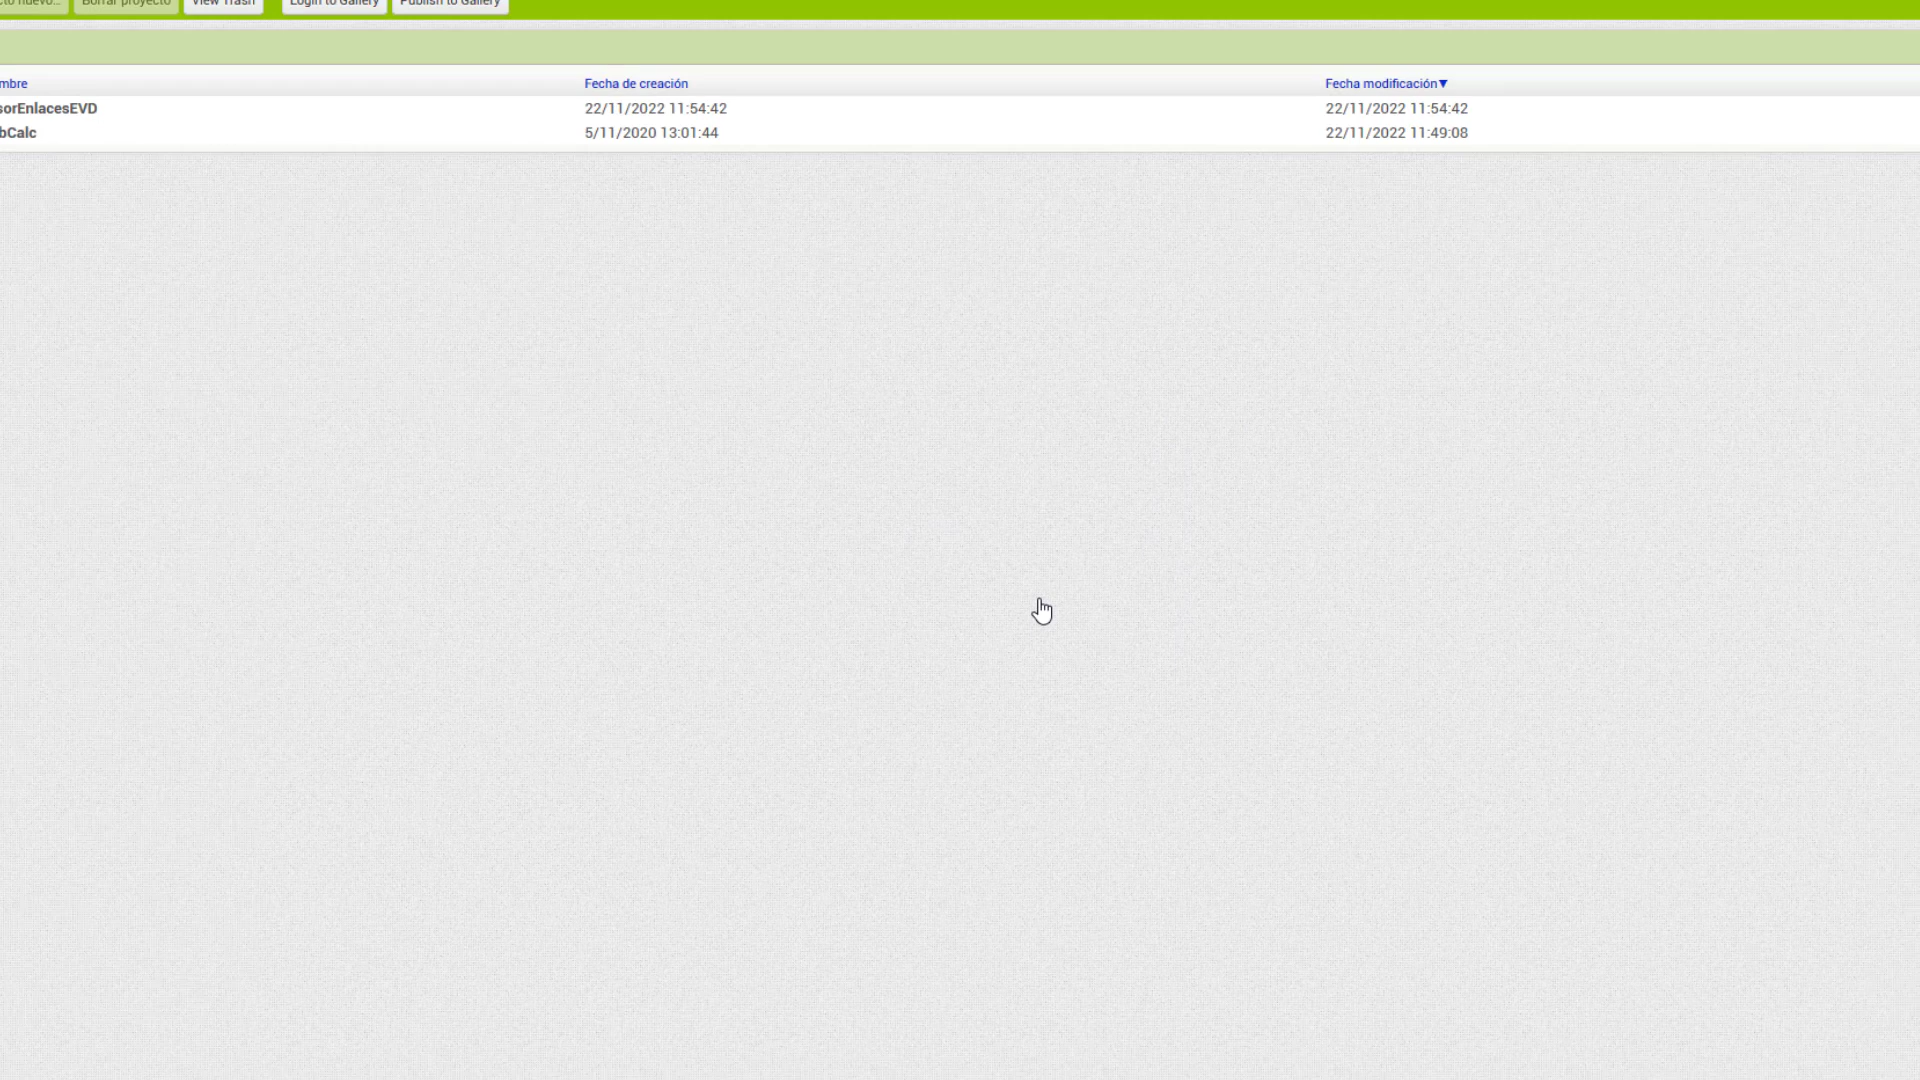 cto nuevo... Borrar proyecto View Trash Login to Gallery Publish to Gallery
mbre Fecha de creación Fecha modificación▼
sorEnlacesEVD 22/11/2022 11:54:42 22/11/2022 11:54:42
bCalc 5/11/2020 13:01:44 22/11/2022 11:49:08